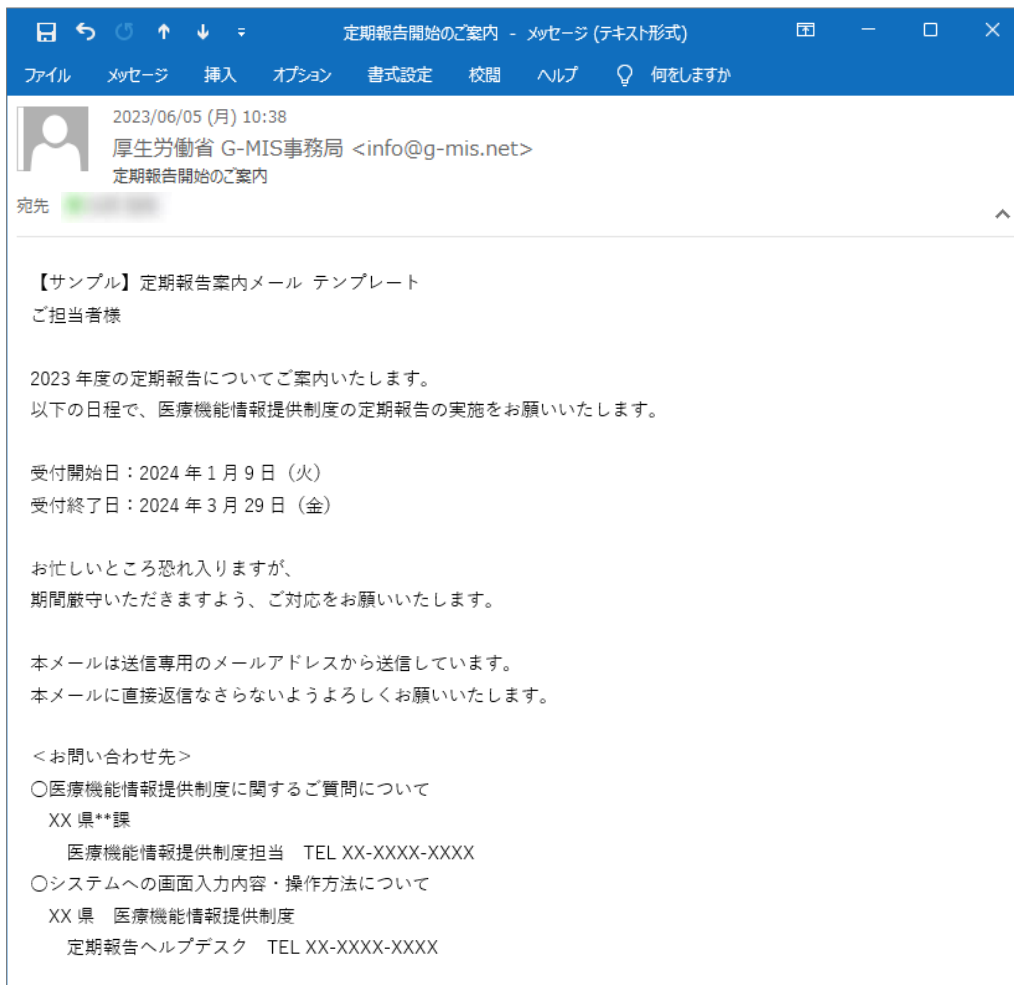 定期報告開始のご案内 - メッセージ (テキスト形式)
ファイル メッセージ 挿入 オプション 書式設定 校閲 ヘルプ 何をしますか
2023/06/05 (月) 10:38
厚生労働省 G-MIS事務局 <info@g-mis.net>
定期報告開始のご案内
宛先
【サンプル】定期報告案内メール テンプレート
ご担当者様
2023 年度の定期報告についてご案内いたします。
以下の日程で、医療機能情報提供制度の定期報告の実施をお願いいたします。
受付開始日：2024 年 1 月 9 日（火）
受付終了日：2024 年 3 月 29 日（金）
お忙しいところ恐れ入りますが、
期間厳守いただきますよう、ご対応をお願いいたします。
本メールは送信専用のメールアドレスから送信しています。
本メールに直接返信なさらないようよろしくお願いいたします。
＜お問い合わせ先＞
〇医療機能情報提供制度に関するご質問について
XX 県**課
医療機能情報提供制度担当　TEL XX-XXXX-XXXX
〇システムへの画面入力内容・操作方法について
XX 県　医療機能情報提供制度
定期報告ヘルプデスク　TEL XX-XXXX-XXXX